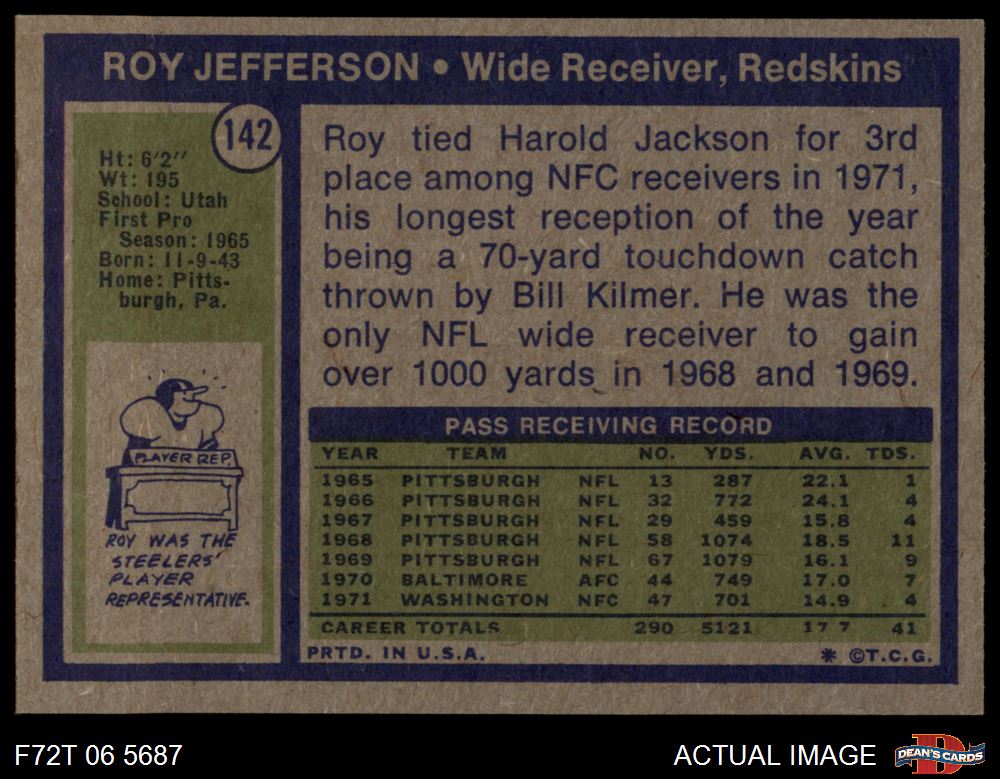 ROY JEFFERSON • Wide Receiver, Redskins
142
Ht: 6'2''
Wt: 195
School: Utah
First Pro
Season: 1965
Born: 11-9-43
Home: Pitts-
burgh, Pa.
PLAYER REP.
ROY WAS THE
STEELERS'
PLAYER
REPRESENTATIVE.
Roy tied Harold Jackson for 3rd
place among NFC receivers in 1971,
his longest reception of the year
being a 70-yard touchdown catch
thrown by Bill Kilmer. He was the
only NFL wide receiver to gain
over 1000 yards in 1968 and 1969.
PASS RECEIVING RECORD
YEAR TEAM NO. YDS. AVG. TDS.
1965 PITTSBURGH NFL 13 287 22.1 1
1966 PITTSBURGH NFL 32 772 24.1 4
1967 PITTSBURGH NFL 29 459 15.8 4
1968 PITTSBURGH NFL 58 1074 18.5 11
1969 PITTSBURGH NFL 67 1079 16.1 9
1970 BALTIMORE AFC 44 749 17.0 7
1971 WASHINGTON NFC 47 701 14.9 4
CAREER TOTALS 290 5121 17.7 41
PRTD. IN U.S.A. * ©T.C.G.
F72T 06 5687
ACTUAL IMAGE
D
DEAN'S CARDS